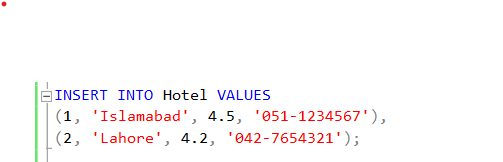 INSERT INTO Hotel VALUES
(1, 'Islamabad', 4.5, '051-1234567'),
(2, 'Lahore', 4.2, '042-7654321');